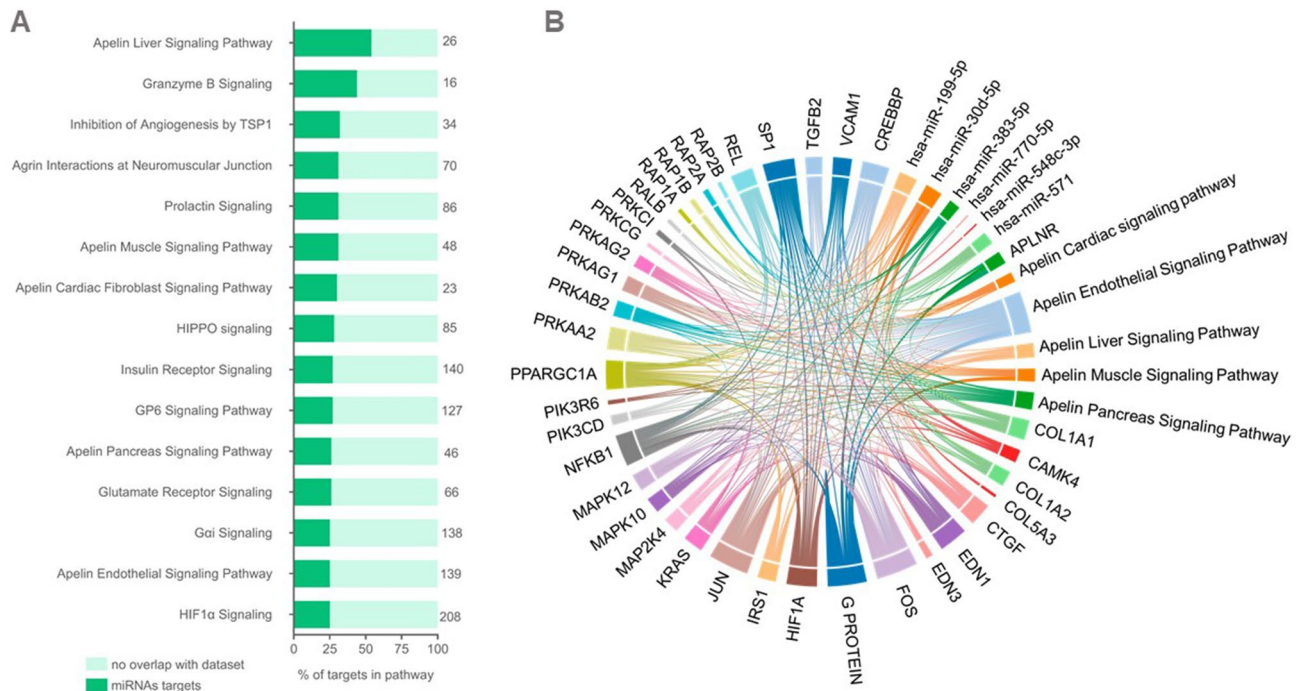 A
Apelin Liver Signaling Pathway 26
Granzyme B Signaling 16
Inhibition of Angiogenesis by TSP1 34
Agrin Interactions at Neuromuscular Junction 70
Prolactin Signaling 86
Apelin Muscle Signaling Pathway 48
Apelin Cardiac Fibroblast Signaling Pathway 23
HIPPO signaling 85
Insulin Receptor Signaling 140
GP6 Signaling Pathway 127
Apelin Pancreas Signaling Pathway 46
Glutamate Receptor Signaling 66
Gαi Signaling 138
Apelin Endothelial Signaling Pathway 139
HIF1α Signaling 208
0 25 50 75 100
% of targets in pathway
no overlap with dataset
miRNAs targets
B
SP1
TGFB2
VCAM1
CREBBP
hsa-miR-199-5p
hsa-miR-30d-5p
hsa-miR-383-5p
hsa-miR-770-5p
hsa-miR-548c-3p
hsa-miR-571
APLNR
Apelin Cardiac signaling pathway
Apelin Endothelial Signaling Pathway
Apelin Liver Signaling Pathway
Apelin Muscle Signaling Pathway
Apelin Pancreas Signaling Pathway
COL1A1
CAMK4
COL1A2
COL5A3
CTGF
EDN1
EDN3
FOS
G PROTEIN
HIF1A
IRS1
JUN
KRAS
MAP2K4
MAPK10
MAPK12
NFKB1
PIK3CD
PIK3R6
PPARGC1A
PRKAA2
PRKAB2
PRKAG1
PRKAG2
PRKCG
PRKCI
RALB
RAP1A
RAP1B
RAP2A
RAP2B
REL